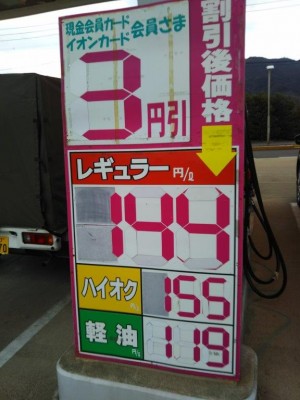 現金会員カード
イオンカード 会員さま
3円引
割引後価格
レギュラー 円/ℓ
144
ハイオク
155
軽油
119